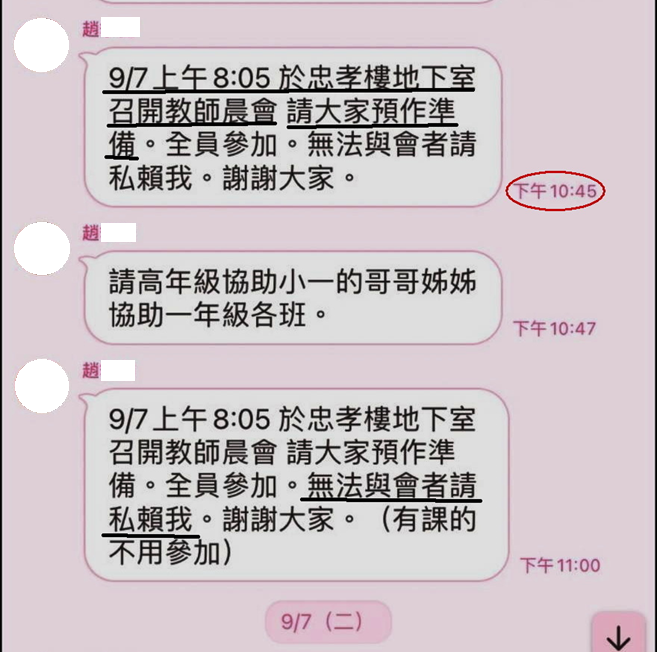 趙
9/7上午8:05於忠孝樓地下室
召開教師晨會 請大家預作準
備。全員參加。無法與會者請
私賴我。謝謝大家。
下午10:45
趙
請高年級協助小一的哥哥姊姊
協助一年級各班。
下午10:47
趙
9/7上午8:05於忠孝樓地下室
召開教師晨會 請大家預作準
備。全員參加。無法與會者請
私賴我。謝謝大家。（有課的
不用參加）
下午11:00
9/7（二）